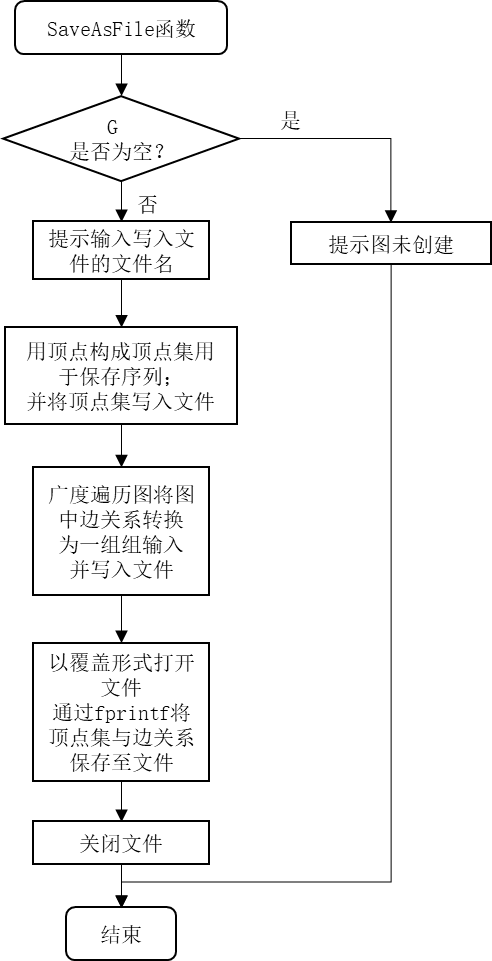 SaveAsFile函数
G
是否为空？
是
否
提示输入写入文
件的文件名
提示图未创建
用顶点构成顶点集用
于保存序列；
并将顶点集写入文件
广度遍历图将图
中边关系转换
为一组组输入
并写入文件
以覆盖形式打开
文件
通过fprintf将
顶点集与边关系
保存至文件
关闭文件
结束